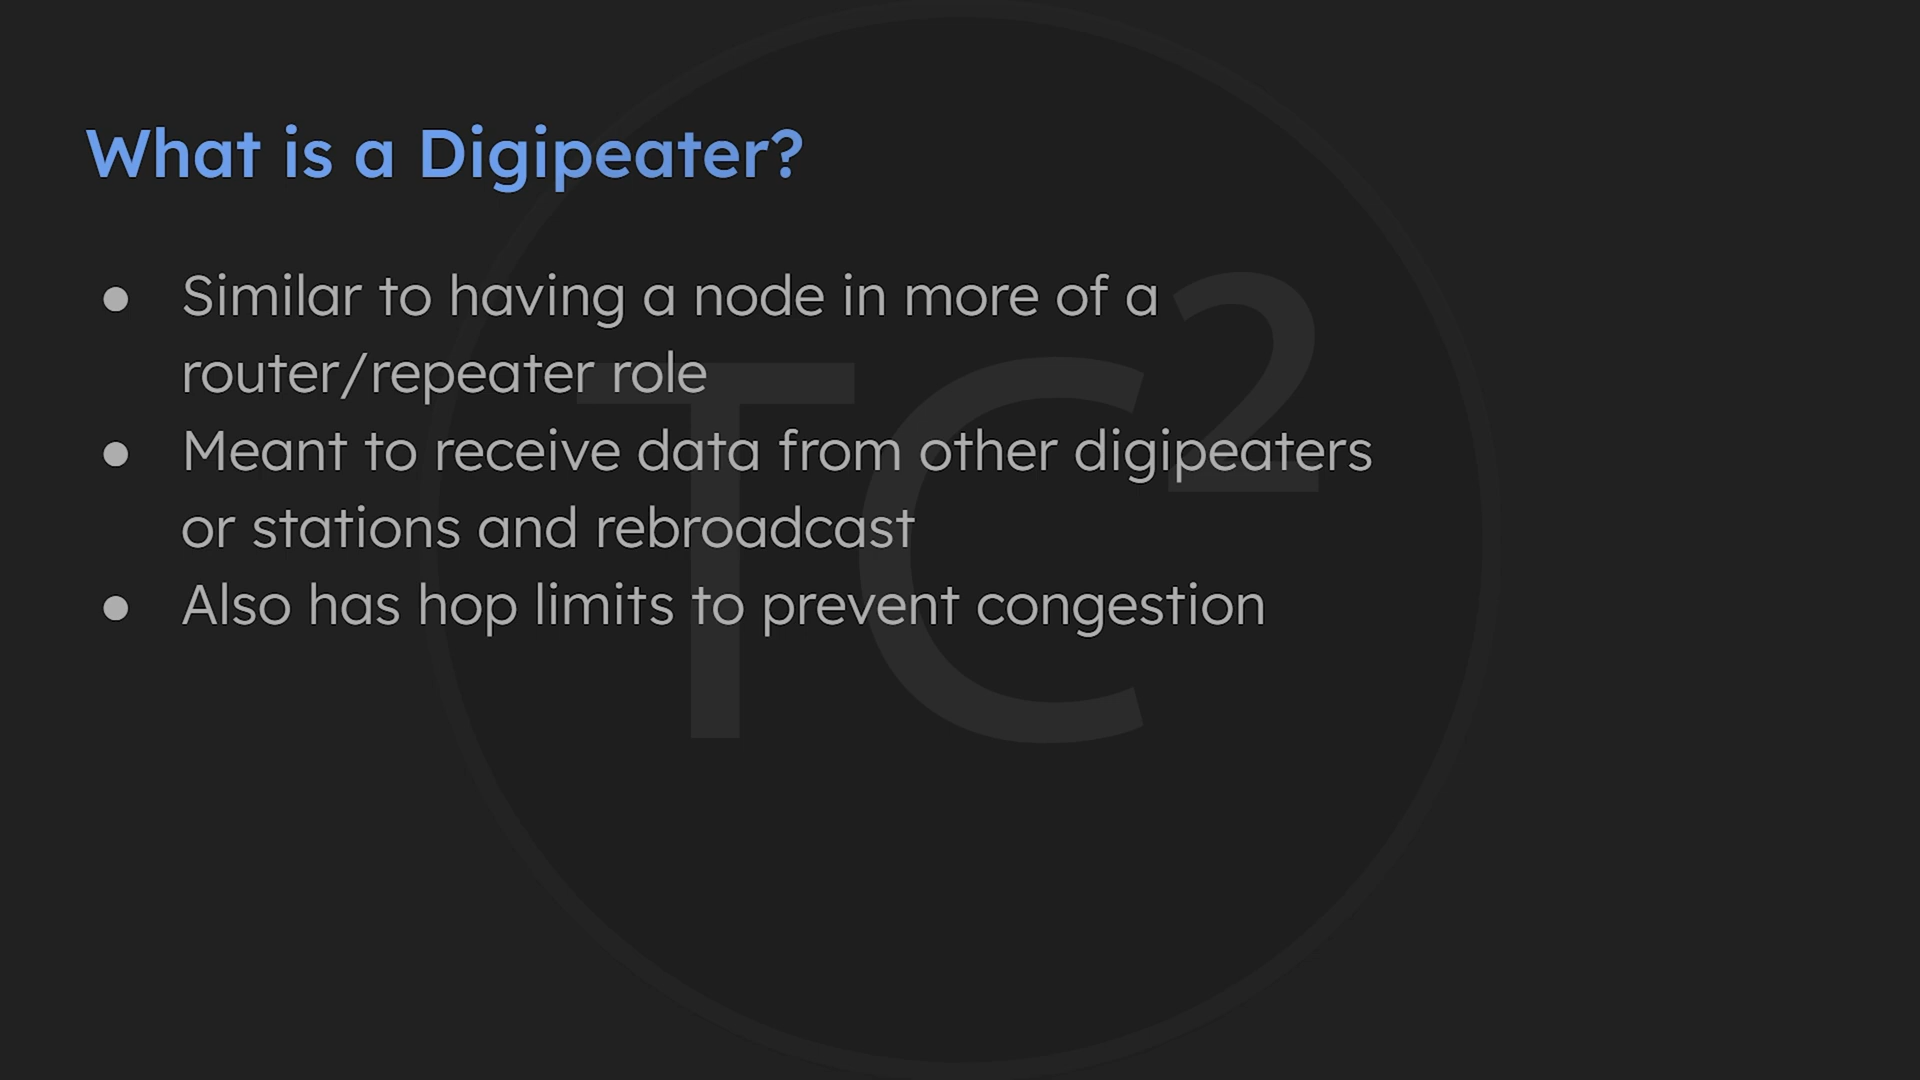 What is a Digipeater?
● Similar to having a node in more of a
router/repeater role
● Meant to receive data from other digipeaters
or stations and rebroadcast
● Also has hop limits to prevent congestion
TC²